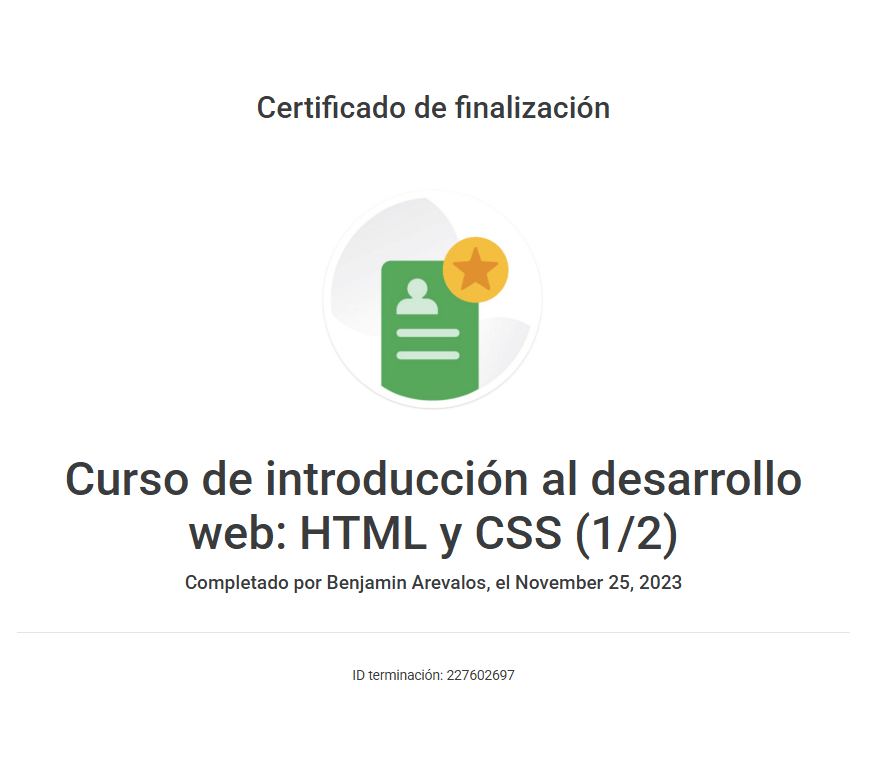 Certificado de finalización
Curso de introducción al desarrollo
web: HTML y CSS (1/2)
Completado por Benjamin Arevalos, el November 25, 2023
ID terminación: 227602697